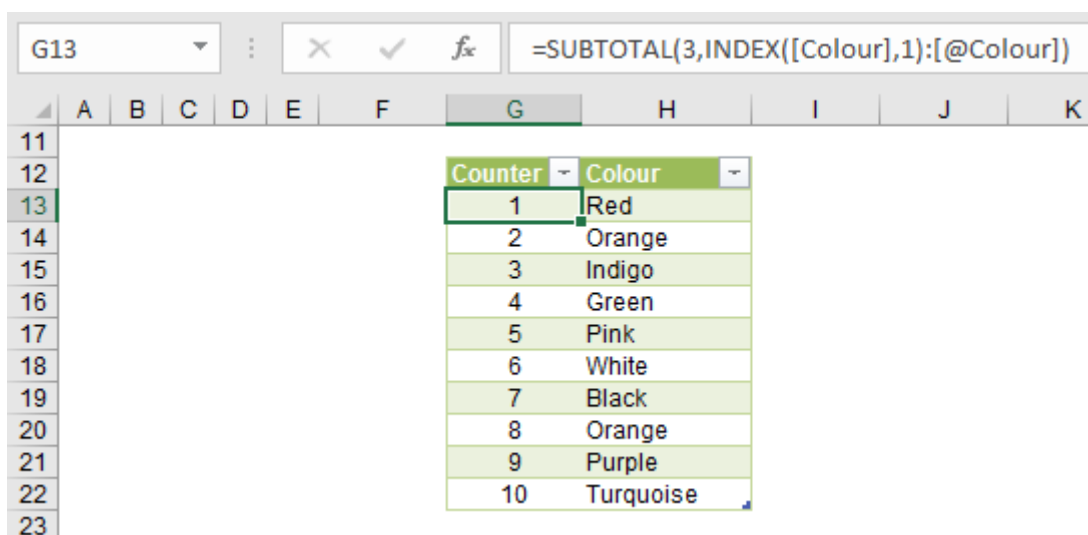 G13 fx =SUBTOTAL(3,INDEX([Colour],1):[@Colour])
A B C D E F G H I J K
11
12 Counter Colour
13 1 Red
14 2 Orange
15 3 Indigo
16 4 Green
17 5 Pink
18 6 White
19 7 Black
20 8 Orange
21 9 Purple
22 10 Turquoise
23